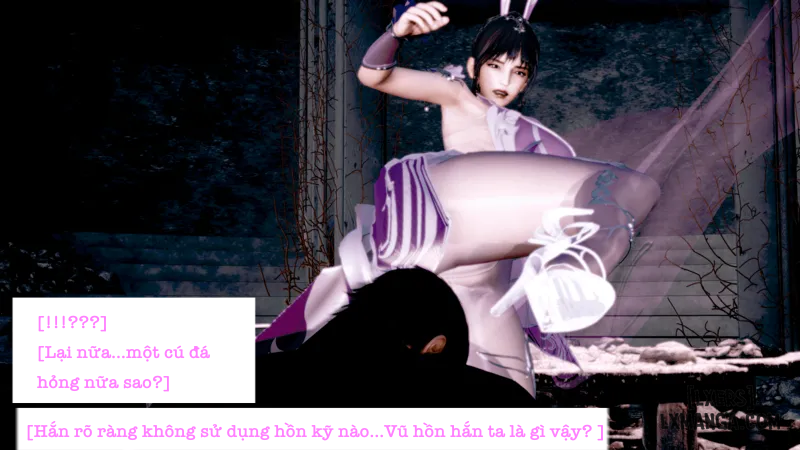 [!!!???]
[Lại nữa...một cú đá
hỏng nữa sao?]
[Hắn rõ ràng không sử dụng hồn kỹ nào...Vũ hồn hắn ta là gì vậy? ]